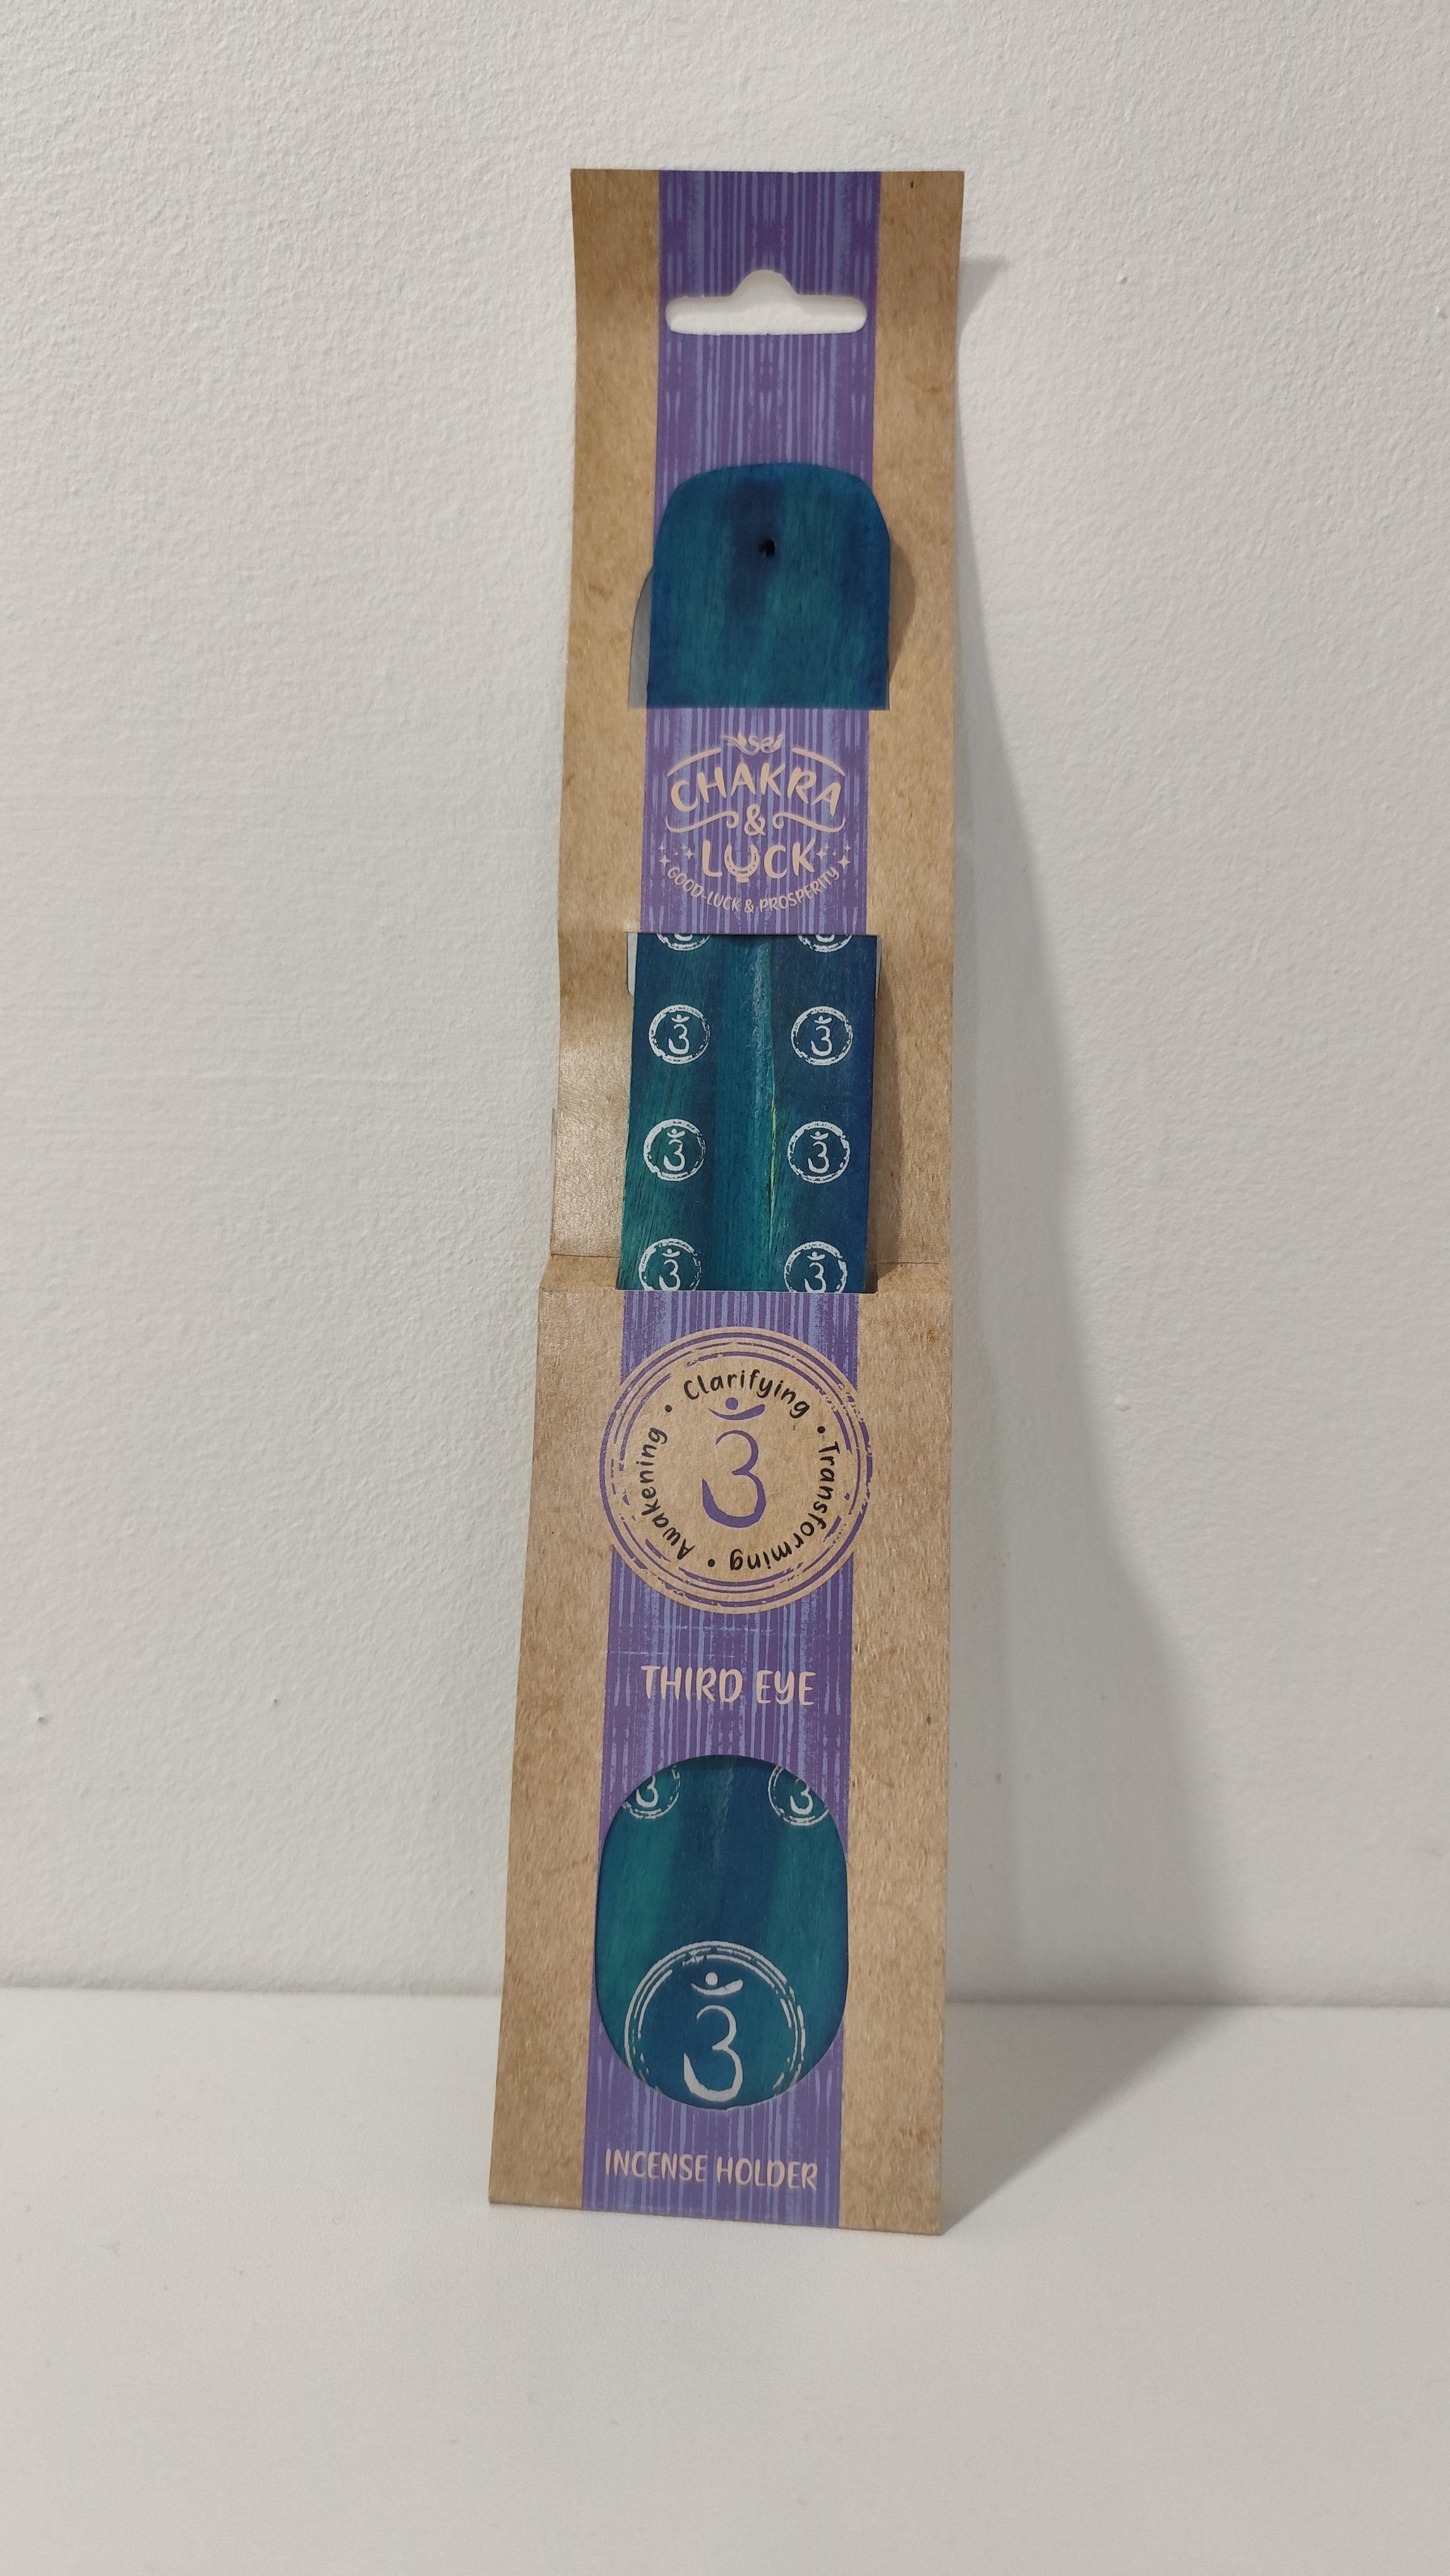 CHAKRA
&
LUCK
GOOD-LUCK & PROSPERITY
Clarifying • Transforming • Awakening •
THIRD EYE
INCENSE HOLDER